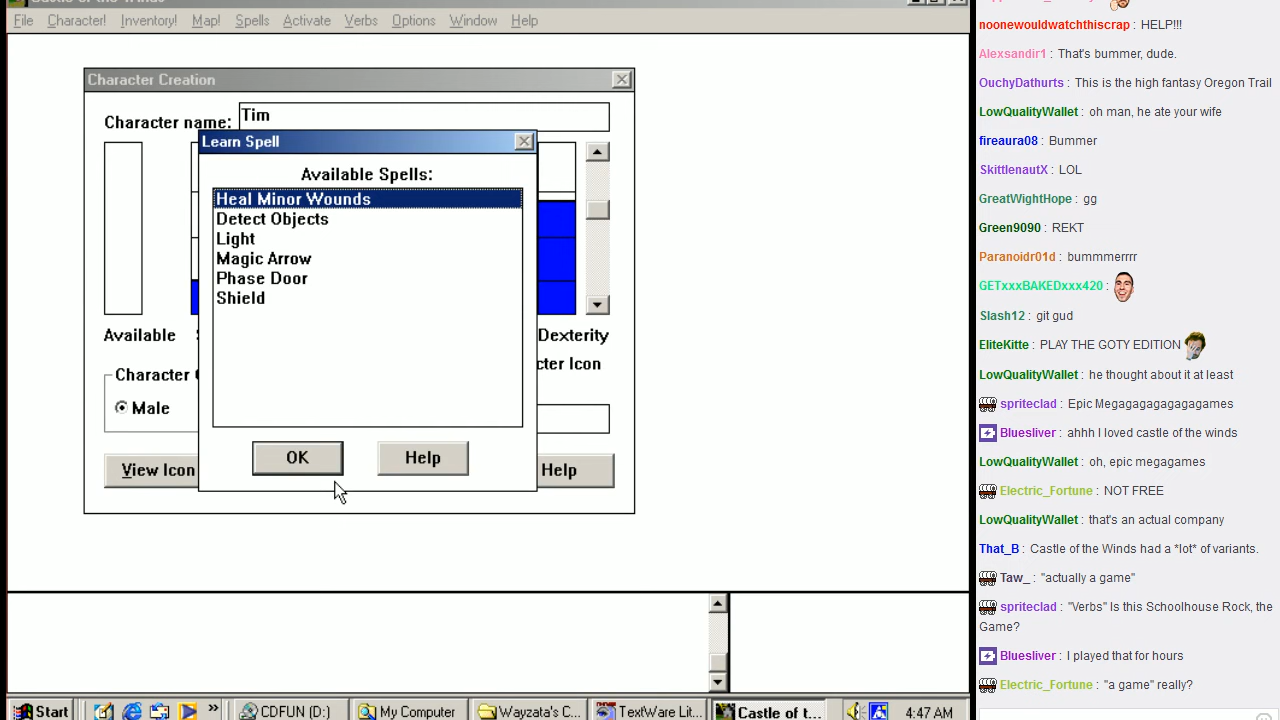 File Character! Inventory! Map! Spells Activate Verbs Options Window Help
Character Creation
Character name: Tim
Learn Spell
Available Spells:
Heal Minor Wounds
Detect Objects
Light
Magic Arrow
Phase Door
Shield
Available
Dexterity
Male
View Icon
OK
Help
Help
Start
CDFUN (D:)
My Computer
Wayzata's C...
TextWare Lit...
Castle of t...
4:47 AM
noonewouldwatchthiscrap : HELP!!!
Alexsandir1 : That's bummer, dude.
OuchyDathurts : This is the high fantasy Oregon Trail
LowQualityWallet : oh man, he ate your wife
fireaura08 : Bummer
SkittlenautX : LOL
GreatWightHope : gg
Green9090 : REKT
Paranoidr01d : bummmerrrr
GETxxxBAKEDxxx420 :
Slash12 : git gud
EliteKitte : PLAY THE GOTY EDITION
LowQualityWallet : he thought about it at least
spriteclad : Epic Megagagagagagames
Bluesliver : ahhh I loved castle of the winds
LowQualityWallet : oh, epic megagames
Electric_Fortune : NOT FREE
LowQualityWallet : that's an actual company
That_B : Castle of the Winds had a *lot* of variants.
Taw_ : "actually a game"
spriteclad : "Verbs" Is this Schoolhouse Rock, the
Game?
Bluesliver : I played that for hours
Electric_Fortune : "a game" really?